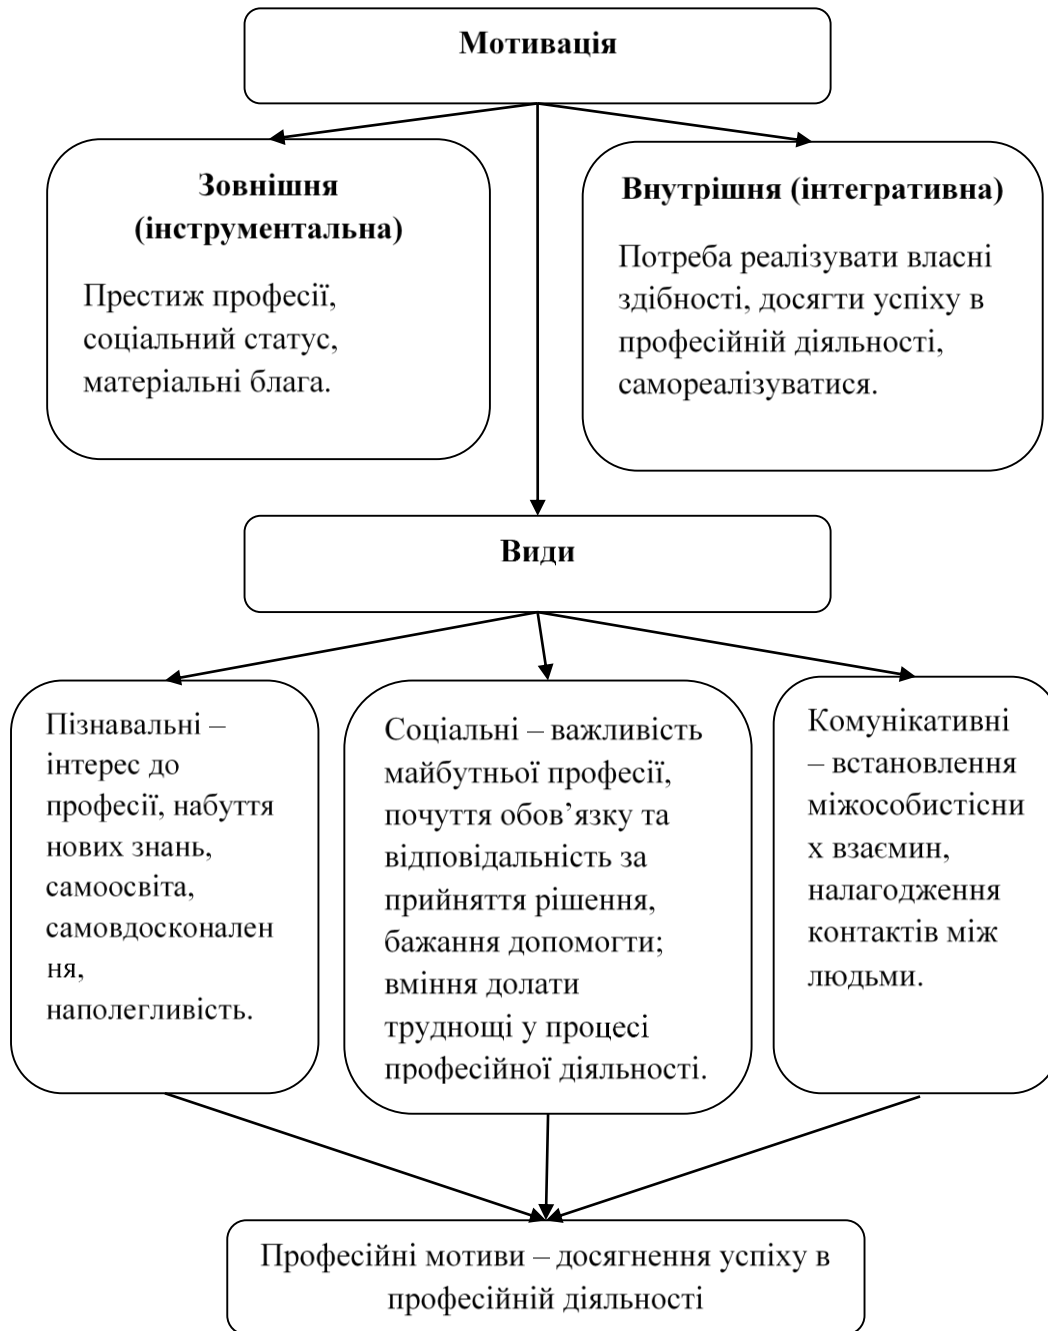 Мотивація
Зовнішня
(інструментальна)
Престиж професії,
соціальний статус,
матеріальні блага.
Внутрішня (інтегративна)
Потреба реалізувати власні
здібності, досягти успіху в
професійній діяльності,
самореалізуватися.
Види
Пізнавальні –
інтерес до
професії, набуття
нових знань,
самоосвіта,
самовдосконален
ня,
наполегливість.
Соціальні – важливість
майбутньої професії,
почуття обов’язку та
відповідальність за
прийняття рішення,
бажання допомогти;
вміння долати
труднощі у процесі
професійної діяльності.
Комунікативні
– встановлення
міжособистісни
х взаємин,
налагодження
контактів між
людьми.
Професійні мотиви – досягнення успіху в
професійній діяльності